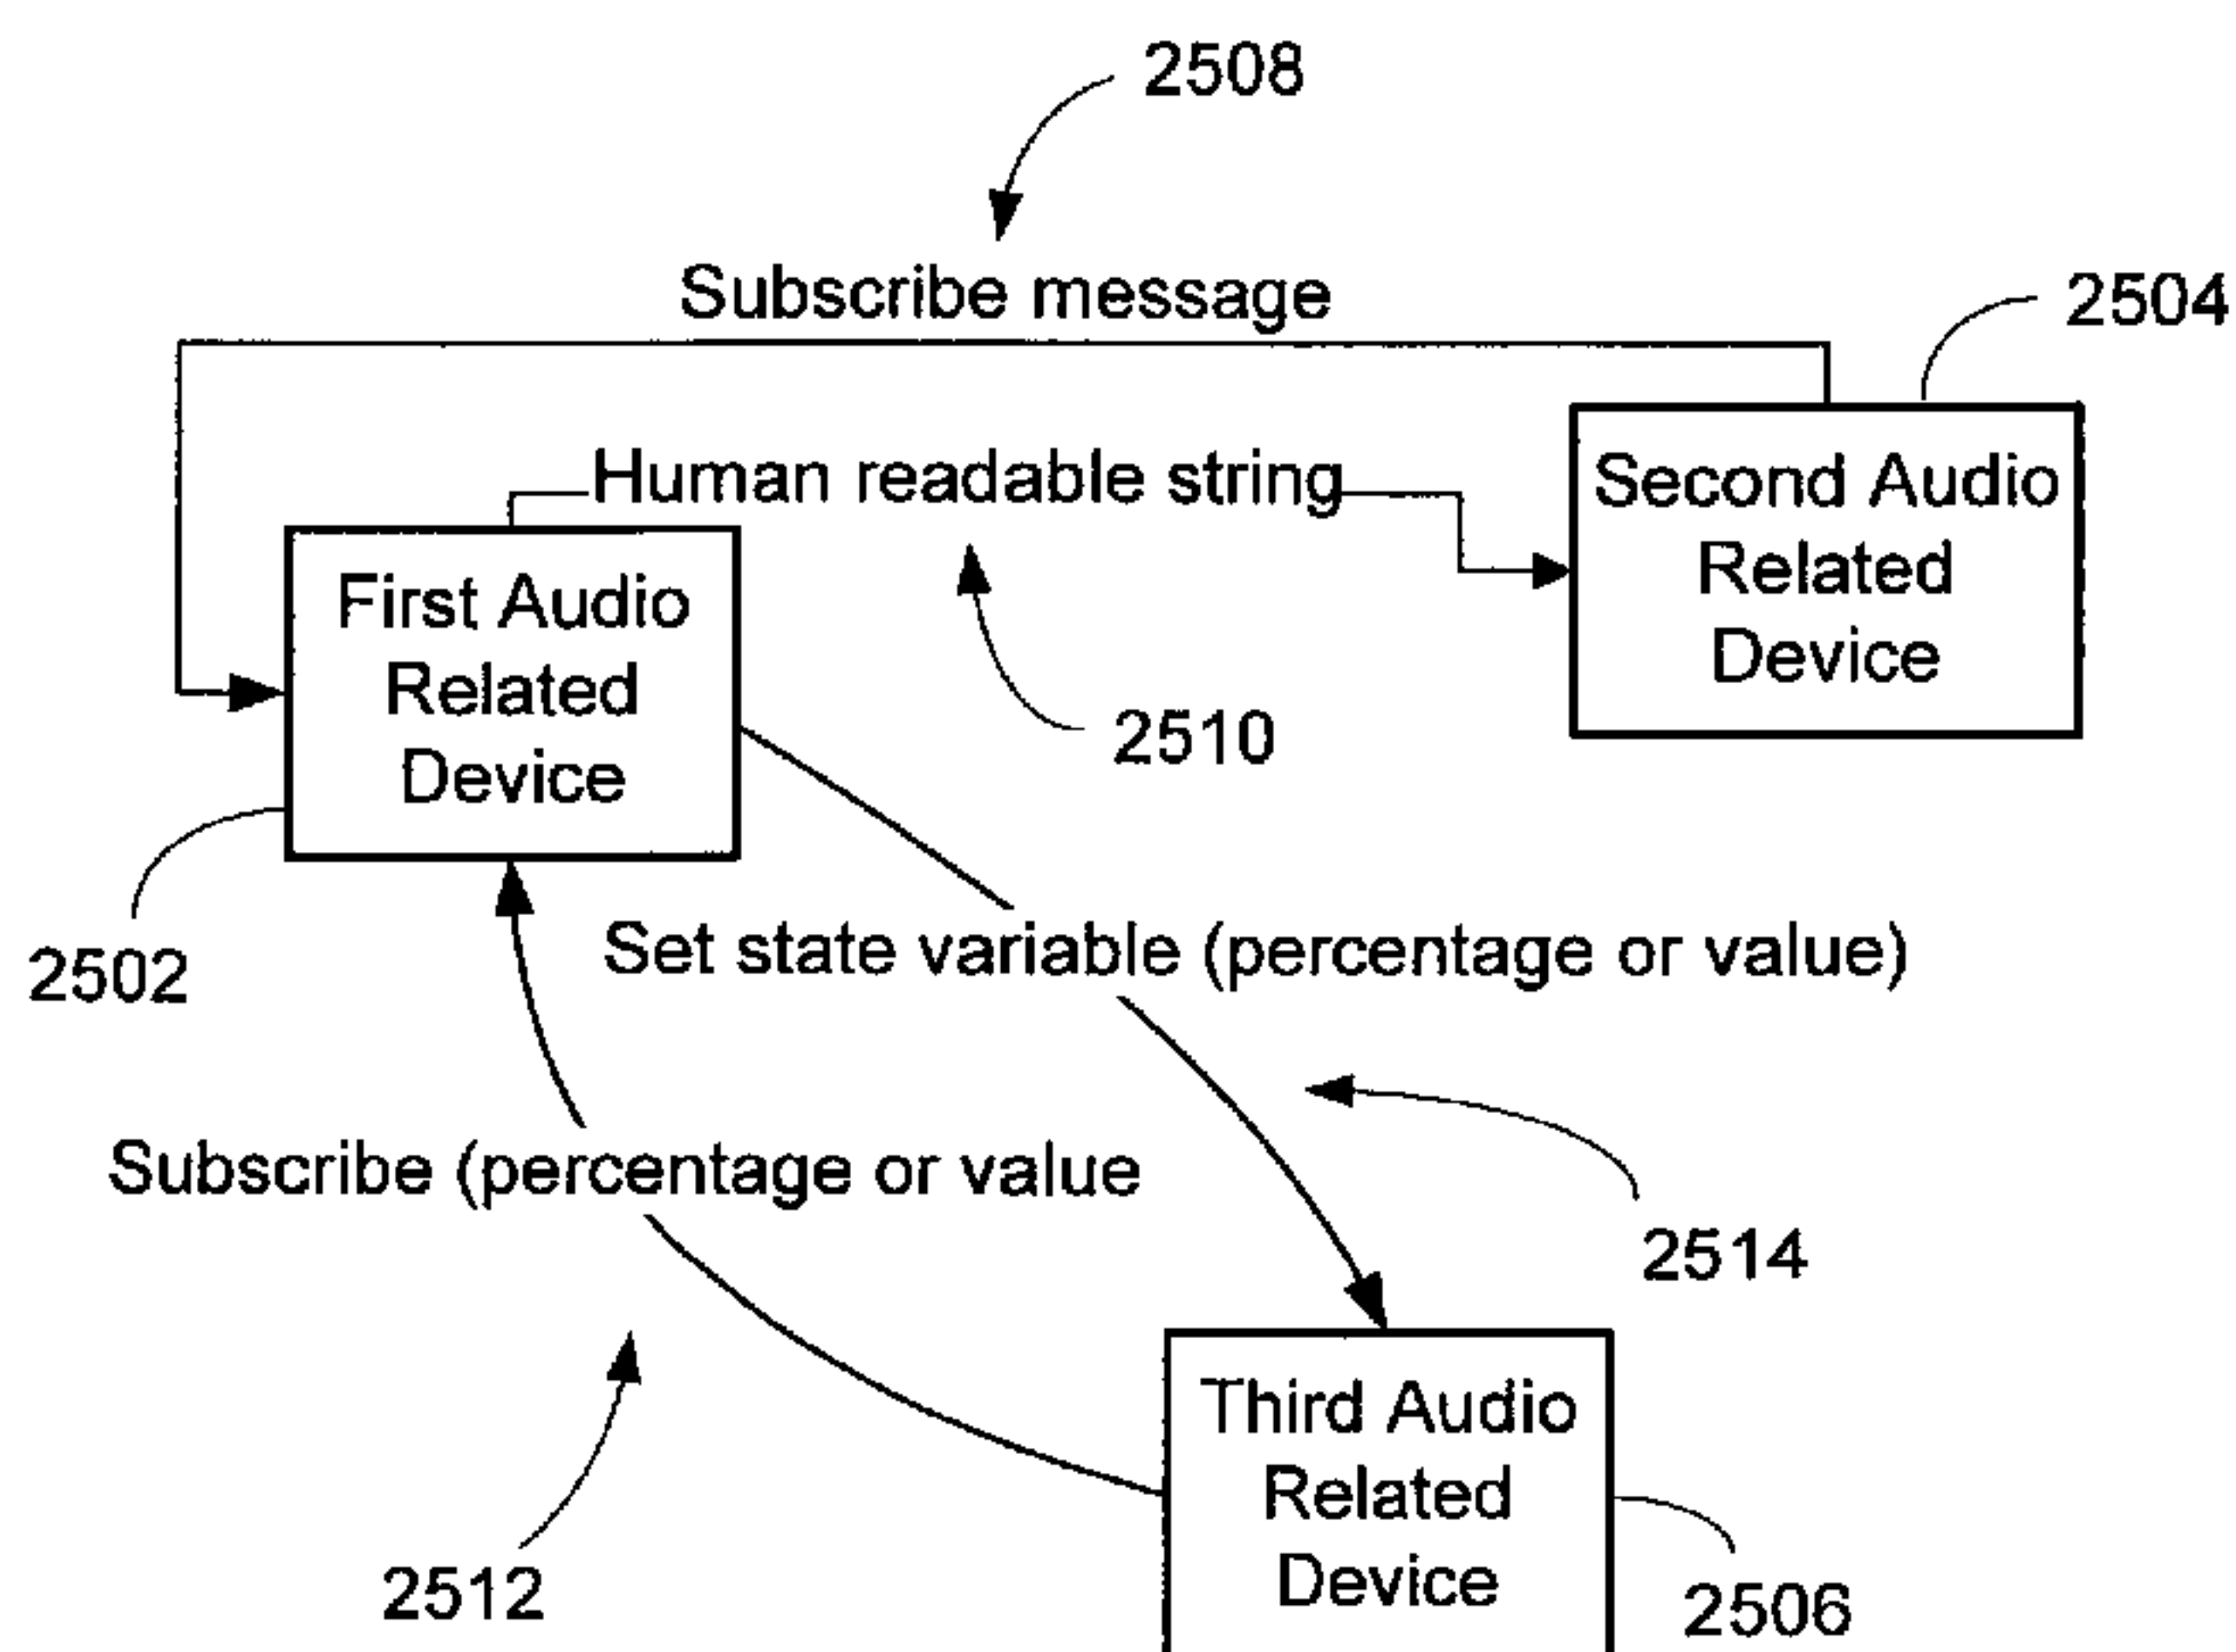 2508
Subscribe message
2504
Human readable string
Second Audio
Related
Device
First Audio
Related
Device
2510
2502
Set state variable (percentage or value)
Subscribe (percentage or value
2514
Third Audio
Related
Device
2512
2506